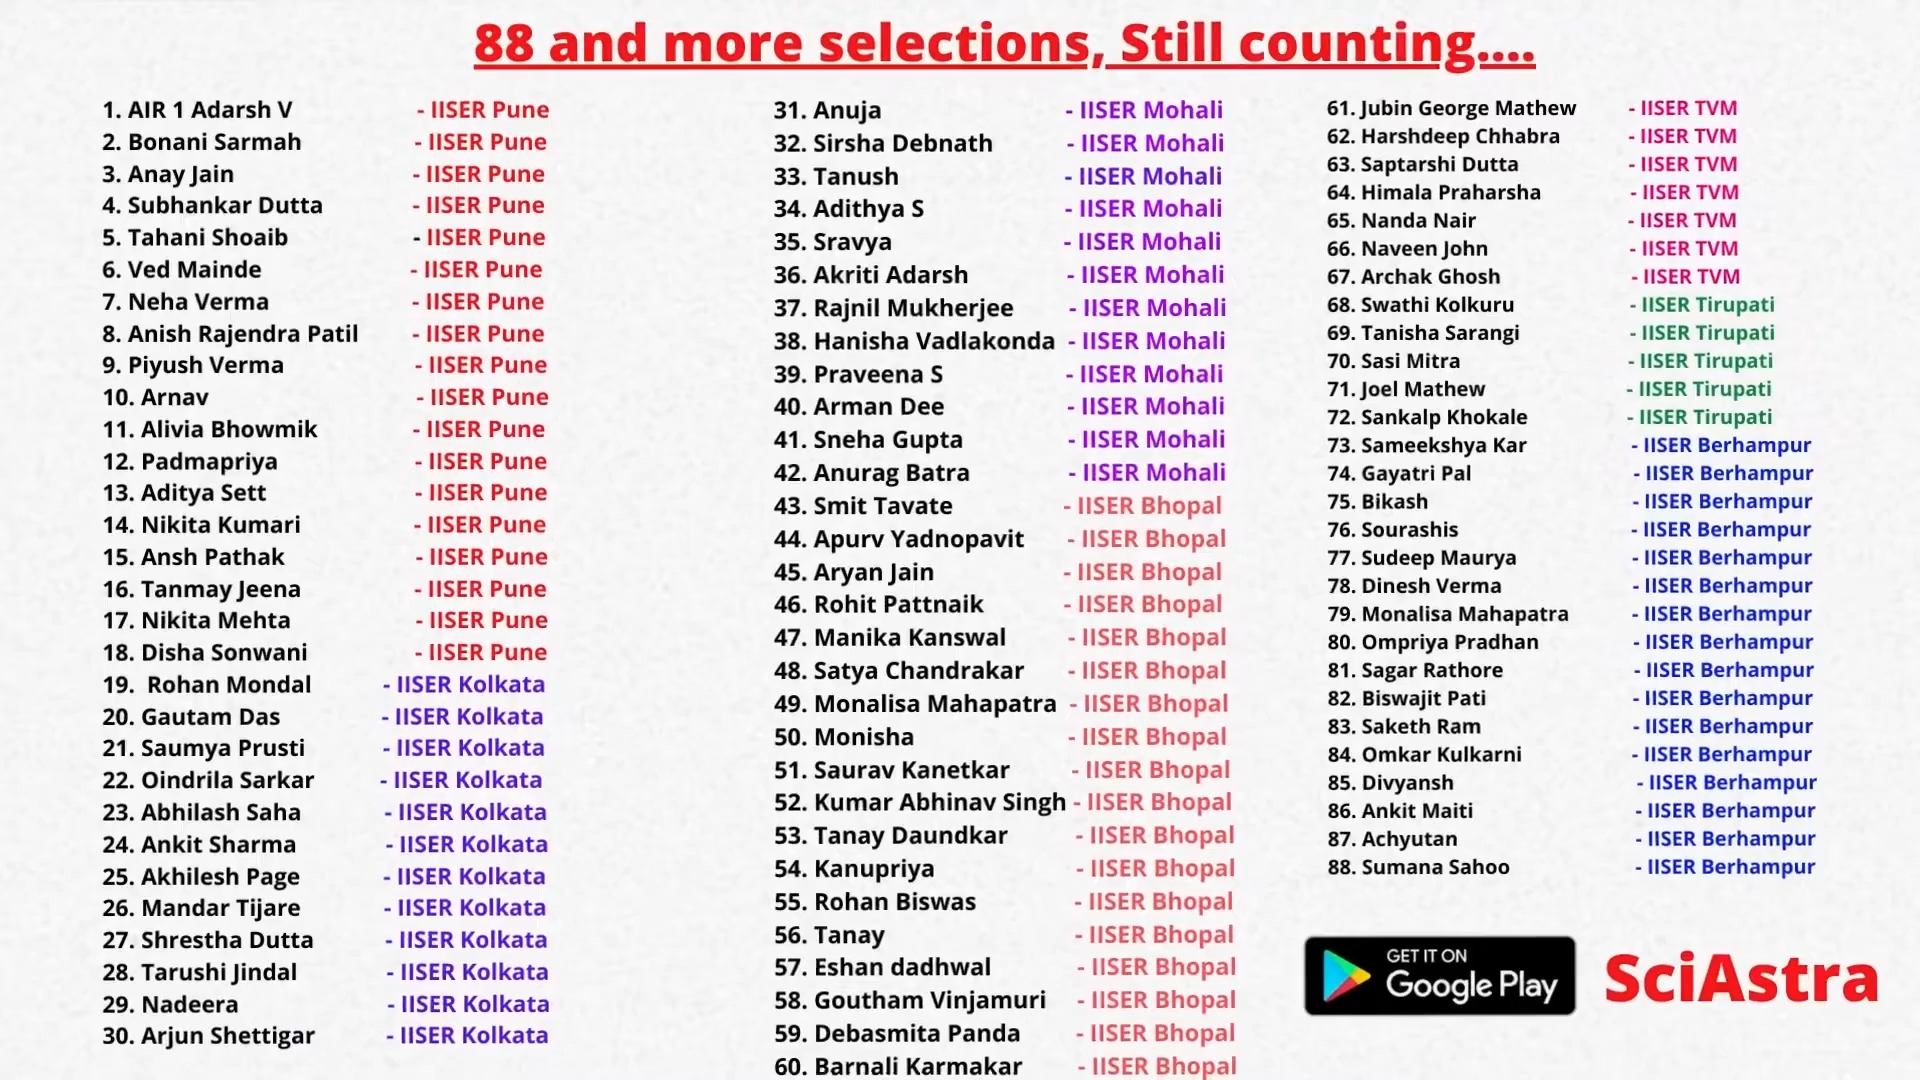 88 and more selections, Still counting....
1. AIR 1 Adarsh V - IISER Pune
2. Bonani Sarmah - IISER Pune
3. Anay Jain - IISER Pune
4. Subhankar Dutta - IISER Pune
5. Tahani Shoaib - IISER Pune
6. Ved Mainde - IISER Pune
7. Neha Verma - IISER Pune
8. Anish Rajendra Patil - IISER Pune
9. Piyush Verma - IISER Pune
10. Arnav - IISER Pune
11. Alivia Bhowmik - IISER Pune
12. Padmapriya - IISER Pune
13. Aditya Sett - IISER Pune
14. Nikita Kumari - IISER Pune
15. Ansh Pathak - IISER Pune
16. Tanmay Jeena - IISER Pune
17. Nikita Mehta - IISER Pune
18. Disha Sonwani - IISER Pune
19. Rohan Mondal - IISER Kolkata
20. Gautam Das - IISER Kolkata
21. Saumya Prusti - IISER Kolkata
22. Oindrila Sarkar - IISER Kolkata
23. Abhilash Saha - IISER Kolkata
24. Ankit Sharma - IISER Kolkata
25. Akhilesh Page - IISER Kolkata
26. Mandar Tijare - IISER Kolkata
27. Shrestha Dutta - IISER Kolkata
28. Tarushi Jindal - IISER Kolkata
29. Nadeera - IISER Kolkata
30. Arjun Shettigar - IISER Kolkata
31. Anuja - IISER Mohali
32. Sirsha Debnath - IISER Mohali
33. Tanush - IISER Mohali
34. Adithya S - IISER Mohali
35. Sravya - IISER Mohali
36. Akriti Adarsh - IISER Mohali
37. Rajnil Mukherjee - IISER Mohali
38. Hanisha Vadlakonda - IISER Mohali
39. Praveena S - IISER Mohali
40. Arman Dee - IISER Mohali
41. Sneha Gupta - IISER Mohali
42. Anurag Batra - IISER Mohali
43. Smit Tavate - IISER Bhopal
44. Apurv Yadnopavit - IISER Bhopal
45. Aryan Jain - IISER Bhopal
46. Rohit Pattnaik - IISER Bhopal
47. Manika Kanswal - IISER Bhopal
48. Satya Chandrakar - IISER Bhopal
49. Monalisa Mahapatra - IISER Bhopal
50. Monisha - IISER Bhopal
51. Saurav Kanetkar - IISER Bhopal
52. Kumar Abhinav Singh - IISER Bhopal
53. Tanay Daundkar - IISER Bhopal
54. Kanupriya - IISER Bhopal
55. Rohan Biswas - IISER Bhopal
56. Tanay - IISER Bhopal
57. Eshan dadhwal - IISER Bhopal
58. Goutham Vinjamuri - IISER Bhopal
59. Debasmita Panda - IISER Bhopal
60. Barnali Karmakar - IISER Bhopal
61. Jubin George Mathew - IISER TVM
62. Harshdeep Chhabra - IISER TVM
63. Saptarshi Dutta - IISER TVM
64. Himala Praharsha - IISER TVM
65. Nanda Nair - IISER TVM
66. Naveen John - IISER TVM
67. Archak Ghosh - IISER TVM
68. Swathi Kolkuru - IISER Tirupati
69. Tanisha Sarangi - IISER Tirupati
70. Sasi Mitra - IISER Tirupati
71. Joel Mathew - IISER Tirupati
72. Sankalp Khokale - IISER Tirupati
73. Sameekshya Kar - IISER Berhampur
74. Gayatri Pal - IISER Berhampur
75. Bikash - IISER Berhampur
76. Sourashis - IISER Berhampur
77. Sudeep Maurya - IISER Berhampur
78. Dinesh Verma - IISER Berhampur
79. Monalisa Mahapatra - IISER Berhampur
80. Ompriya Pradhan - IISER Berhampur
81. Sagar Rathore - IISER Berhampur
82. Biswajit Pati - IISER Berhampur
83. Saketh Ram - IISER Berhampur
84. Omkar Kulkarni - IISER Berhampur
85. Divyansh - IISER Berhampur
86. Ankit Maiti - IISER Berhampur
87. Achyutan - IISER Berhampur
88. Sumana Sahoo - IISER Berhampur
GET IT ON
Google Play
SciAstra